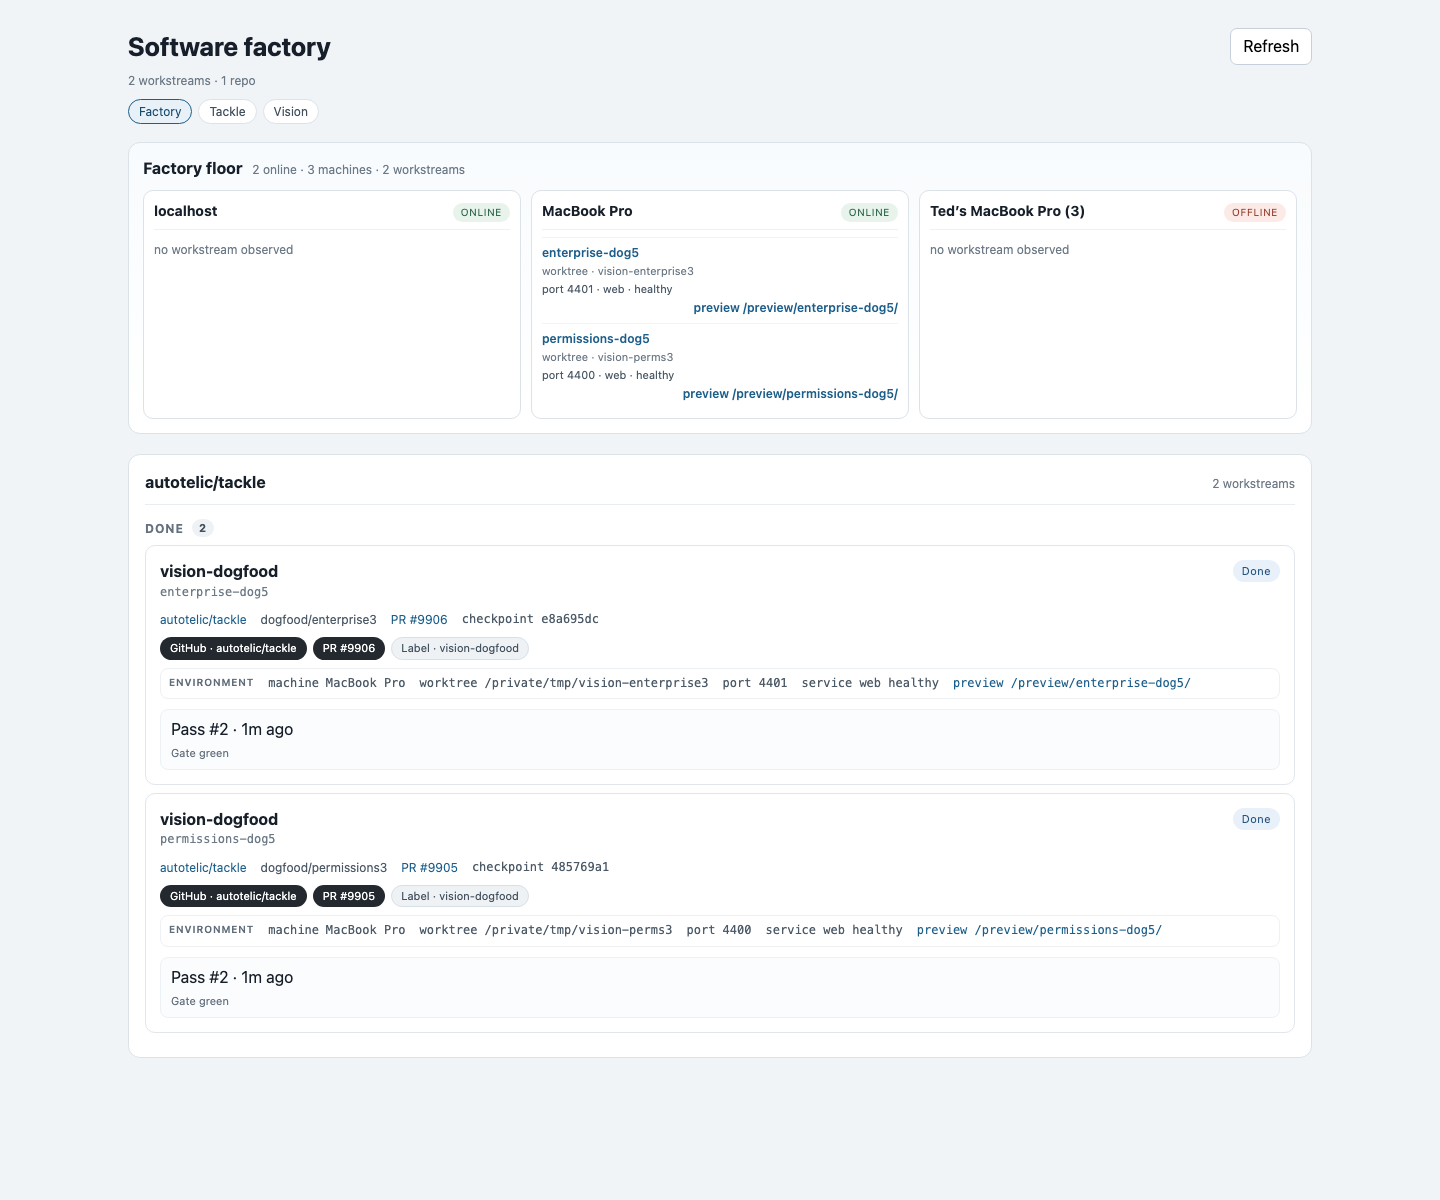 Software factory
Refresh
2 workstreams · 1 repo
Factory
Tackle
Vision
Factory floor 2 online · 3 machines · 2 workstreams
localhost
ONLINE
no workstream observed
MacBook Pro
ONLINE
enterprise-dog5
worktree · vision-enterprise3
port 4401 · web · healthy
preview /preview/enterprise-dog5/
permissions-dog5
worktree · vision-perms3
port 4400 · web · healthy
preview /preview/permissions-dog5/
Ted’s MacBook Pro (3)
OFFLINE
no workstream observed
autotelic/tackle
2 workstreams
DONE 2
vision-dogfood
Done
enterprise-dog5
autotelic/tackle dogfood/enterprise3 PR #9906 checkpoint e8a695dc
GitHub · autotelic/tackle PR #9906 Label · vision-dogfood
ENVIRONMENT machine MacBook Pro worktree /private/tmp/vision-enterprise3 port 4401 service web healthy preview /preview/enterprise-dog5/
Pass #2 · 1m ago
Gate green
vision-dogfood
Done
permissions-dog5
autotelic/tackle dogfood/permissions3 PR #9905 checkpoint 485769a1
GitHub · autotelic/tackle PR #9905 Label · vision-dogfood
ENVIRONMENT machine MacBook Pro worktree /private/tmp/vision-perms3 port 4400 service web healthy preview /preview/permissions-dog5/
Pass #2 · 1m ago
Gate green